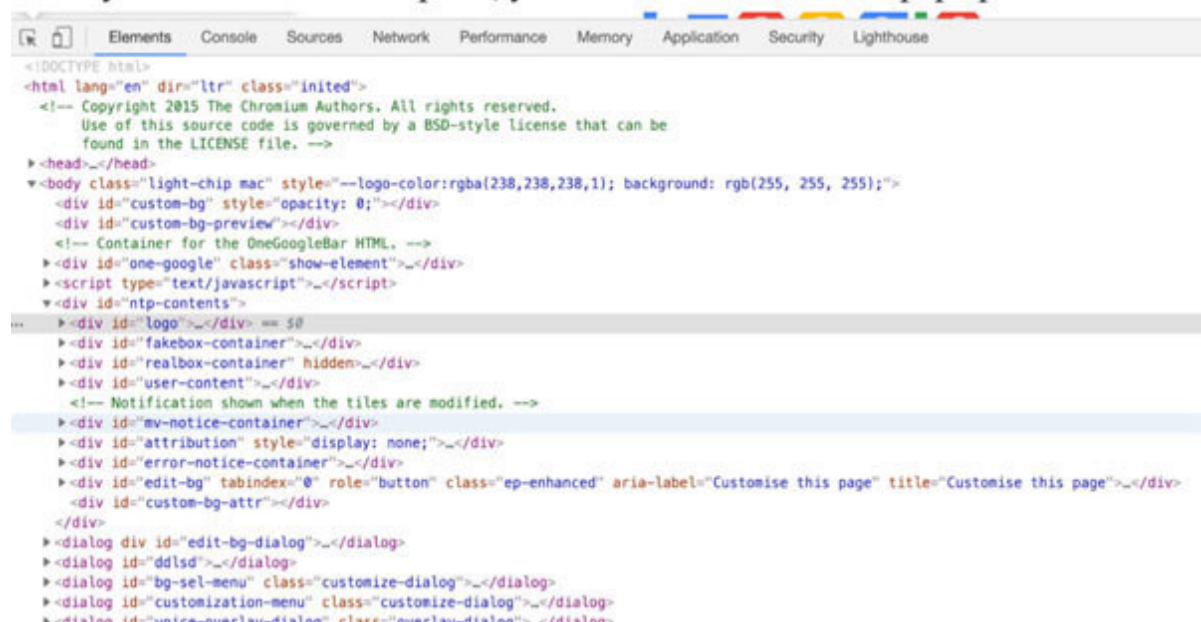 Elements Console Sources Network Performance Memory Application Security Lighthouse
<!DOCTYPE html>
<html lang="en" dir="ltr" class="inited">
<!-- Copyright 2015 The Chromium Authors. All rights reserved.
Use of this source code is governed by a BSD-style license that can be
found in the LICENSE file. -->
<head>…</head>
<body class="light-chip mac" style="--logo-color:rgba(238,238,238,1); background: rgb(255, 255, 255);">
<div id="custom-bg" style="opacity: 0;"></div>
<div id="custom-bg-preview"></div>
<!-- Container for the OneGoogleBar HTML. -->
<div id="one-google" class="show-element">…</div>
<script type="text/javascript">…</script>
<div id="ntp-contents">
… <div id="logo">…</div> == $0
<div id="fakebox-container">…</div>
<div id="realbox-container" hidden>…</div>
<div id="user-content">…</div>
<!-- Notification shown when the tiles are modified. -->
<div id="mv-notice-container">…</div>
<div id="attribution" style="display: none;">…</div>
<div id="error-notice-container">…</div>
<div id="edit-bg" tabindex="0" role="button" class="ep-enhanced" aria-label="Customise this page" title="Customise this page">…</div>
<div id="custom-bg-attr"></div>
</div>
<dialog div id="edit-bg-dialog">…</dialog>
<dialog id="ddlsd">…</dialog>
<dialog id="bg-sel-menu" class="customize-dialog">…</dialog>
<dialog id="customization-menu" class="customize-dialog">…</dialog>
<dialog id="voice-overlay-dialog" class="overlay-dialog">…</dialog>